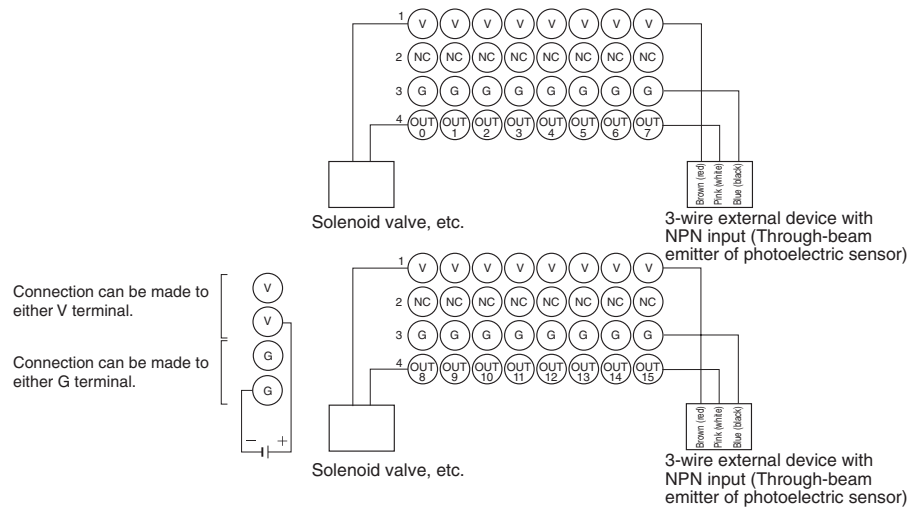 1 V V V V V V V V
2 NC NC NC NC NC NC NC NC
3 G G G G G G G G
4 OUT 0 OUT 1 OUT 2 OUT 3 OUT 4 OUT 5 OUT 6 OUT 7
Solenoid valve, etc.
Brown (red)
Pink (white)
Blue (black)
3-wire external device with
NPN input (Through-beam
emitter of photoelectric sensor)
Connection can be made to
either V terminal.
V
V
Connection can be made to
either G terminal.
G
G
− +
1 V V V V V V V V
2 NC NC NC NC NC NC NC NC
3 G G G G G G G G
4 OUT 8 OUT 9 OUT 10 OUT 11 OUT 12 OUT 13 OUT 14 OUT 15
Solenoid valve, etc.
Brown (red)
Pink (white)
Blue (black)
3-wire external device with
NPN input (Through-beam
emitter of photoelectric sensor)